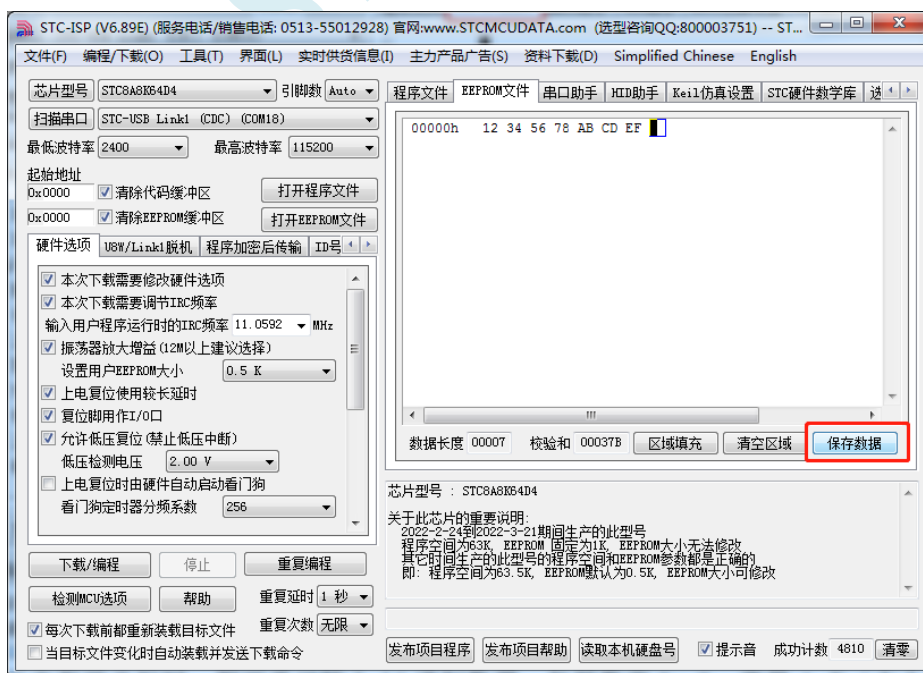 STC-ISP (V6.89E) (服务电话/销售电话: 0513-55012928) 官网:www.STCMCUDATA.com (选型咨询QQ:800003751) -- ST...
文件(F) 编程/下载(O) 工具(T) 界面(L) 实时供货信息(I) 主力产品广告(S) 资料下载(D) Simplified Chinese English
芯片型号 STC8A8K64D4 引脚数 Auto
扫描串口 STC-USB Link1 (CDC) (COM18)
最低波特率 2400 最高波特率 115200
起始地址
0x0000 清除代码缓冲区 打开程序文件
0x0000 清除EEPROM缓冲区 打开EEPROM文件
硬件选项 U8W/Link1脱机 程序加密后传输 ID号
本次下载需要修改硬件选项
本次下载需要调节IRC频率
输入用户程序运行时的IRC频率 11.0592 MHz
振荡器放大增益(12M以上建议选择)
设置用户EEPROM大小 0.5 K
上电复位使用较长延时
复位脚用作I/O口
允许低压复位(禁止低压中断)
低压检测电压 2.00 V
上电复位时由硬件自动启动看门狗
看门狗定时器分频系数 256
下载/编程 停止 重复编程
检测MCU选项 帮助 重复延时 1 秒
每次下载前都重新装载目标文件 重复次数 无限
当目标文件变化时自动装载并发送下载命令
程序文件 EEPROM文件 串口助手 HID助手 Keil仿真设置 STC硬件数学库 选
00000h 12 34 56 78 AB CD EF
数据长度 00007 校验和 0037B 区域填充 清空区域 保存数据
芯片型号 : STC8A8K64D4
关于此芯片的重要说明:
2022-2-24到2022-3-21期间生产的此型号
程序空间为63K, EEPROM 固定为1K, EEPROM大小无法修改
其它时间生产的此型号的程序空间和EEPROM参数都是正确的
即: 程序空间为63.5K, EEPROM默认为0.5K, EEPROM大小可修改
发布项目程序 发布项目帮助 读取本机硬盘号 提示音 成功计数 4810 清零